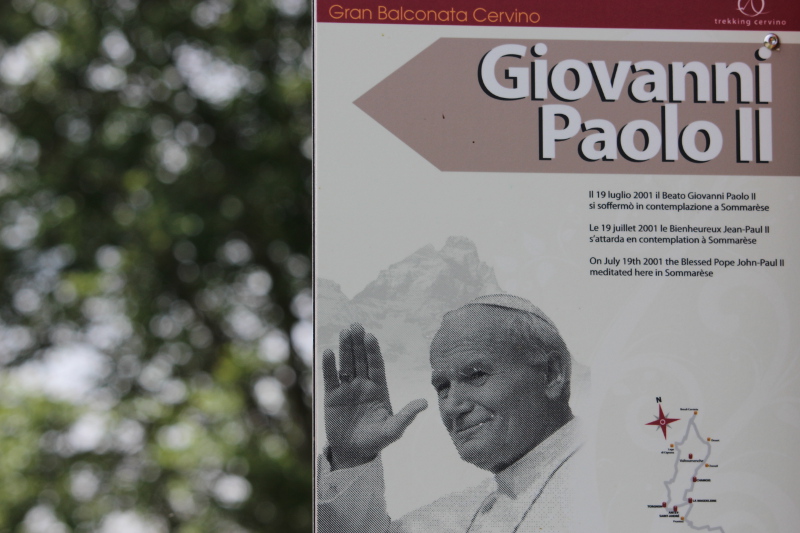 Gran Balconata Cervino
trekking cervino
Giovanni
Paolo II
Il 19 luglio 2001 il Beato Giovanni Paolo II
si soffermò in contemplazione a Sommarèse
Le 19 juillet 2001 le Bienheureux Jean-Paul II
s'attarda en contemplation à Sommarèse
On July 19th 2001 the Blessed Pope John-Paul II
meditated here in Sommarèse
N